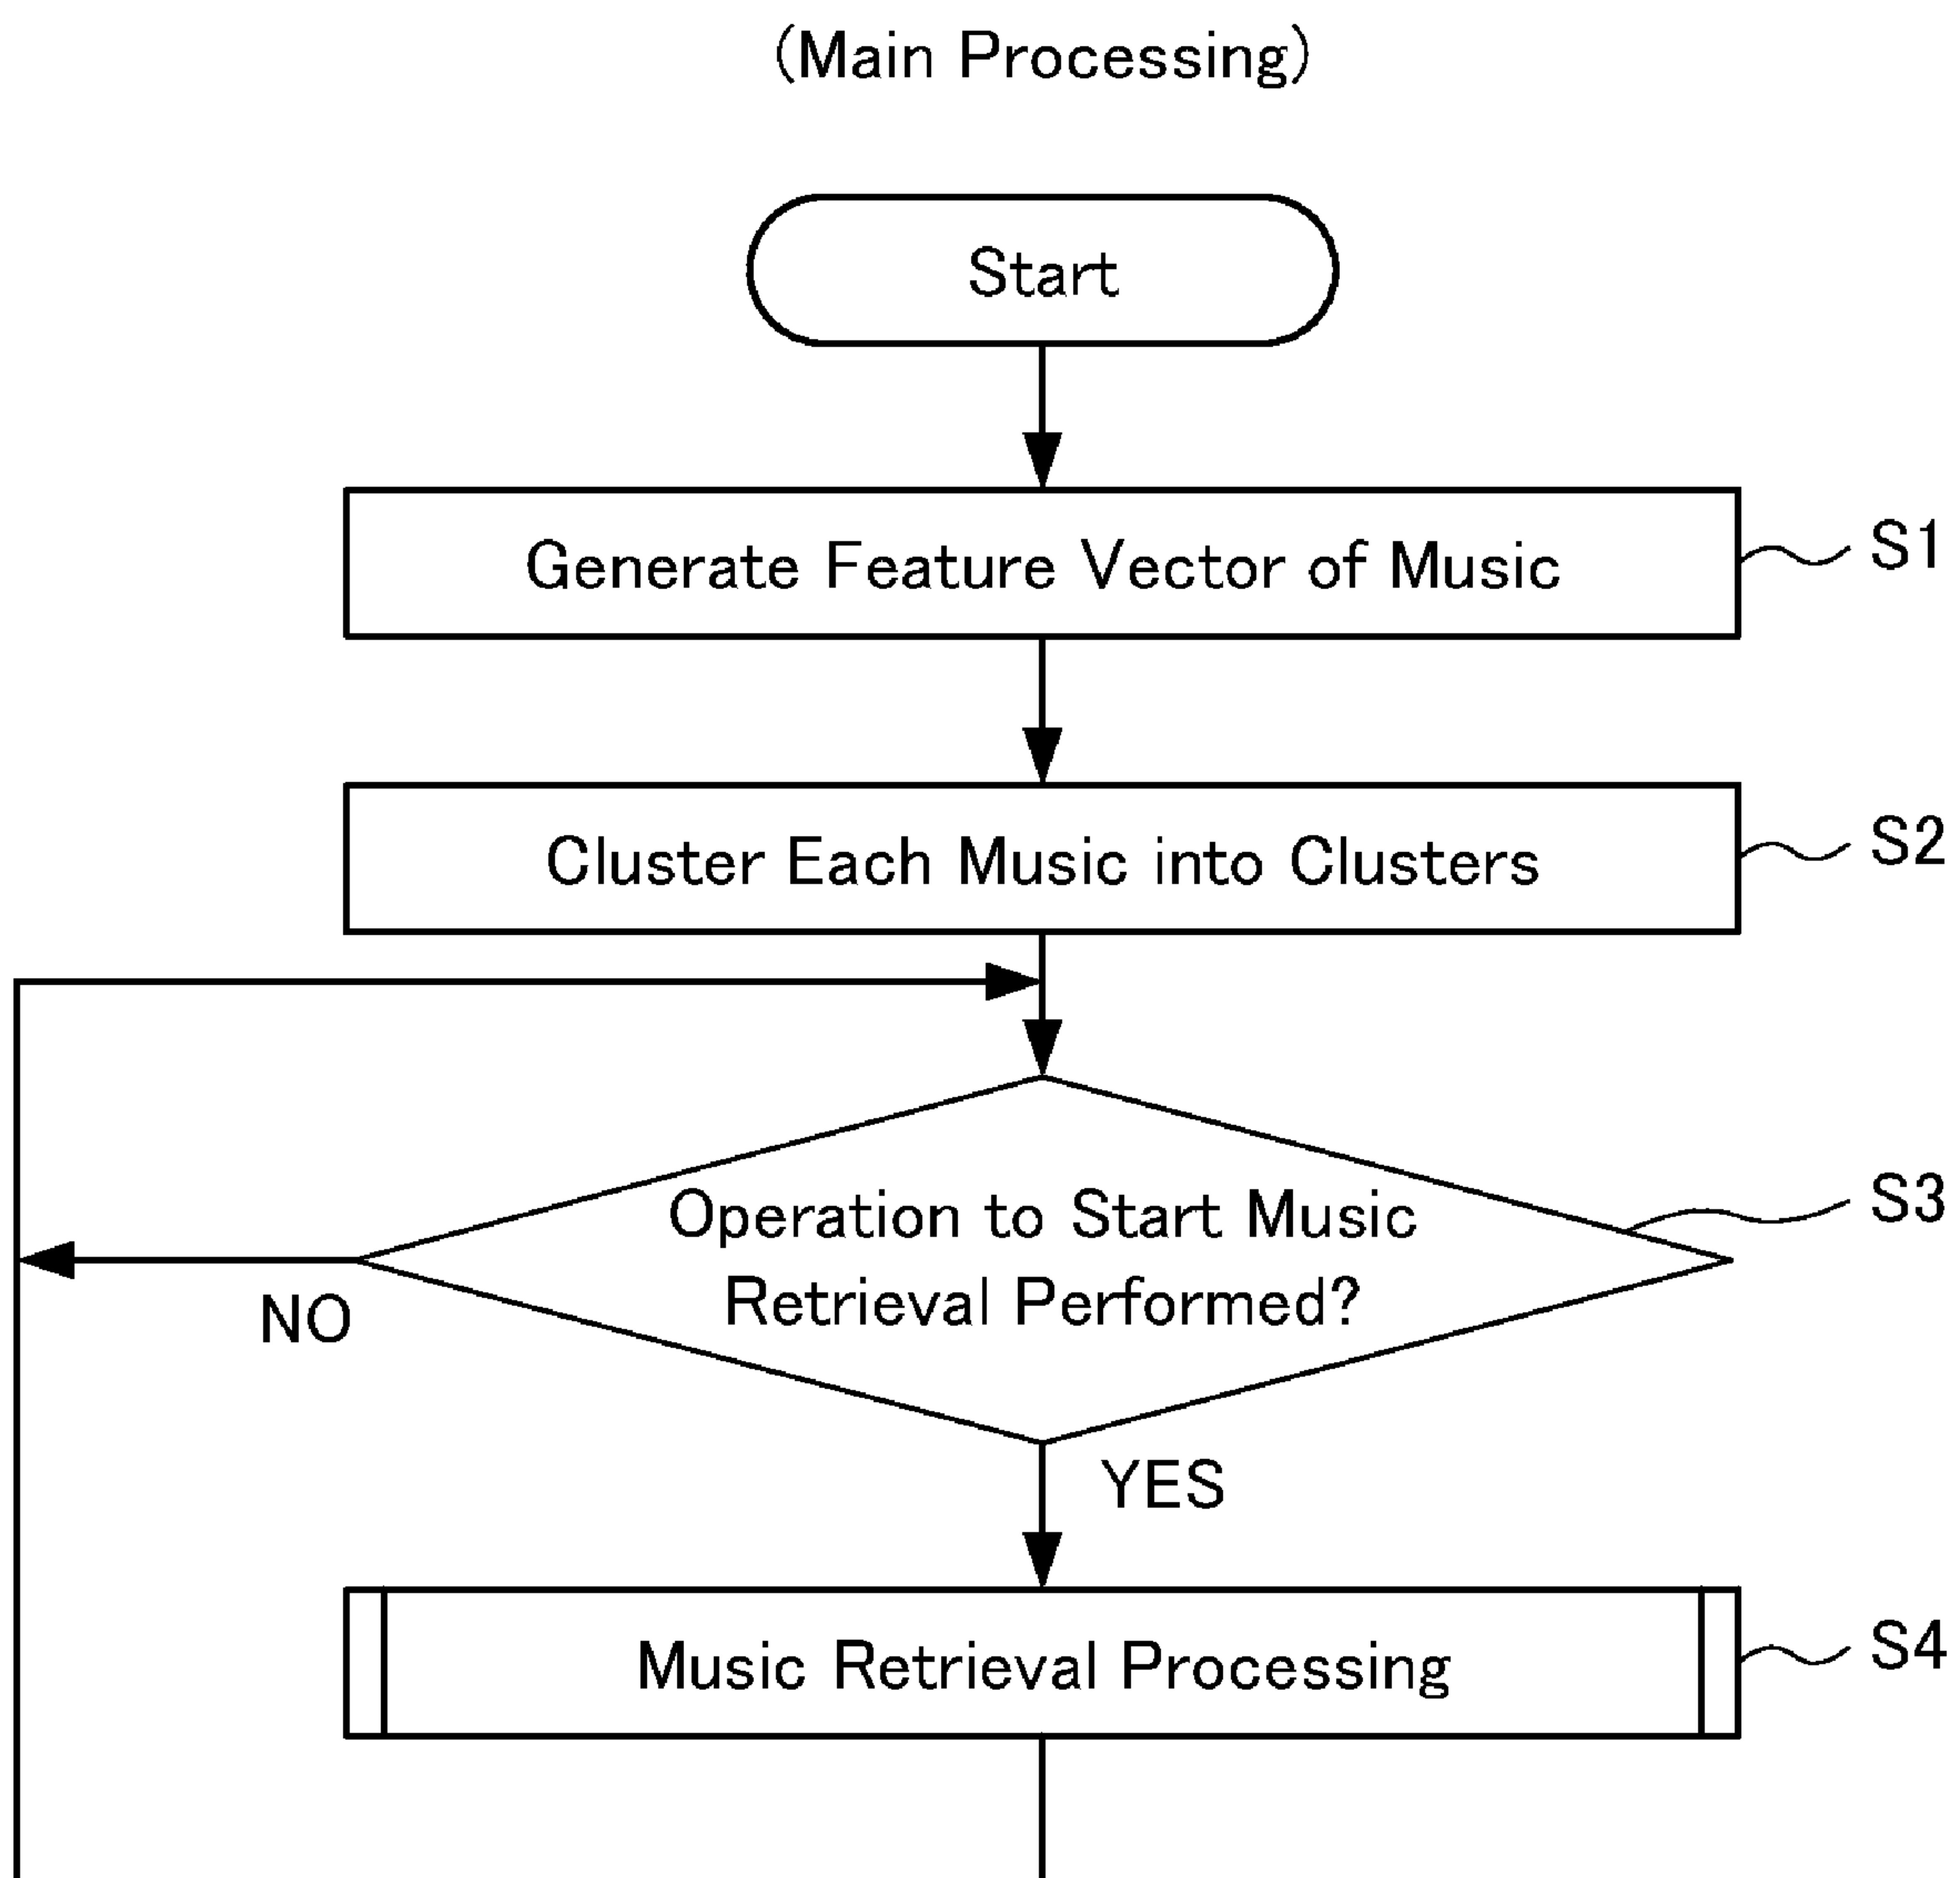 (Main Processing)
Start
Generate Feature Vector of Music
S1
Cluster Each Music into Clusters
S2
Operation to Start Music
Retrieval Performed?
S3
NO
YES
Music Retrieval Processing
S4